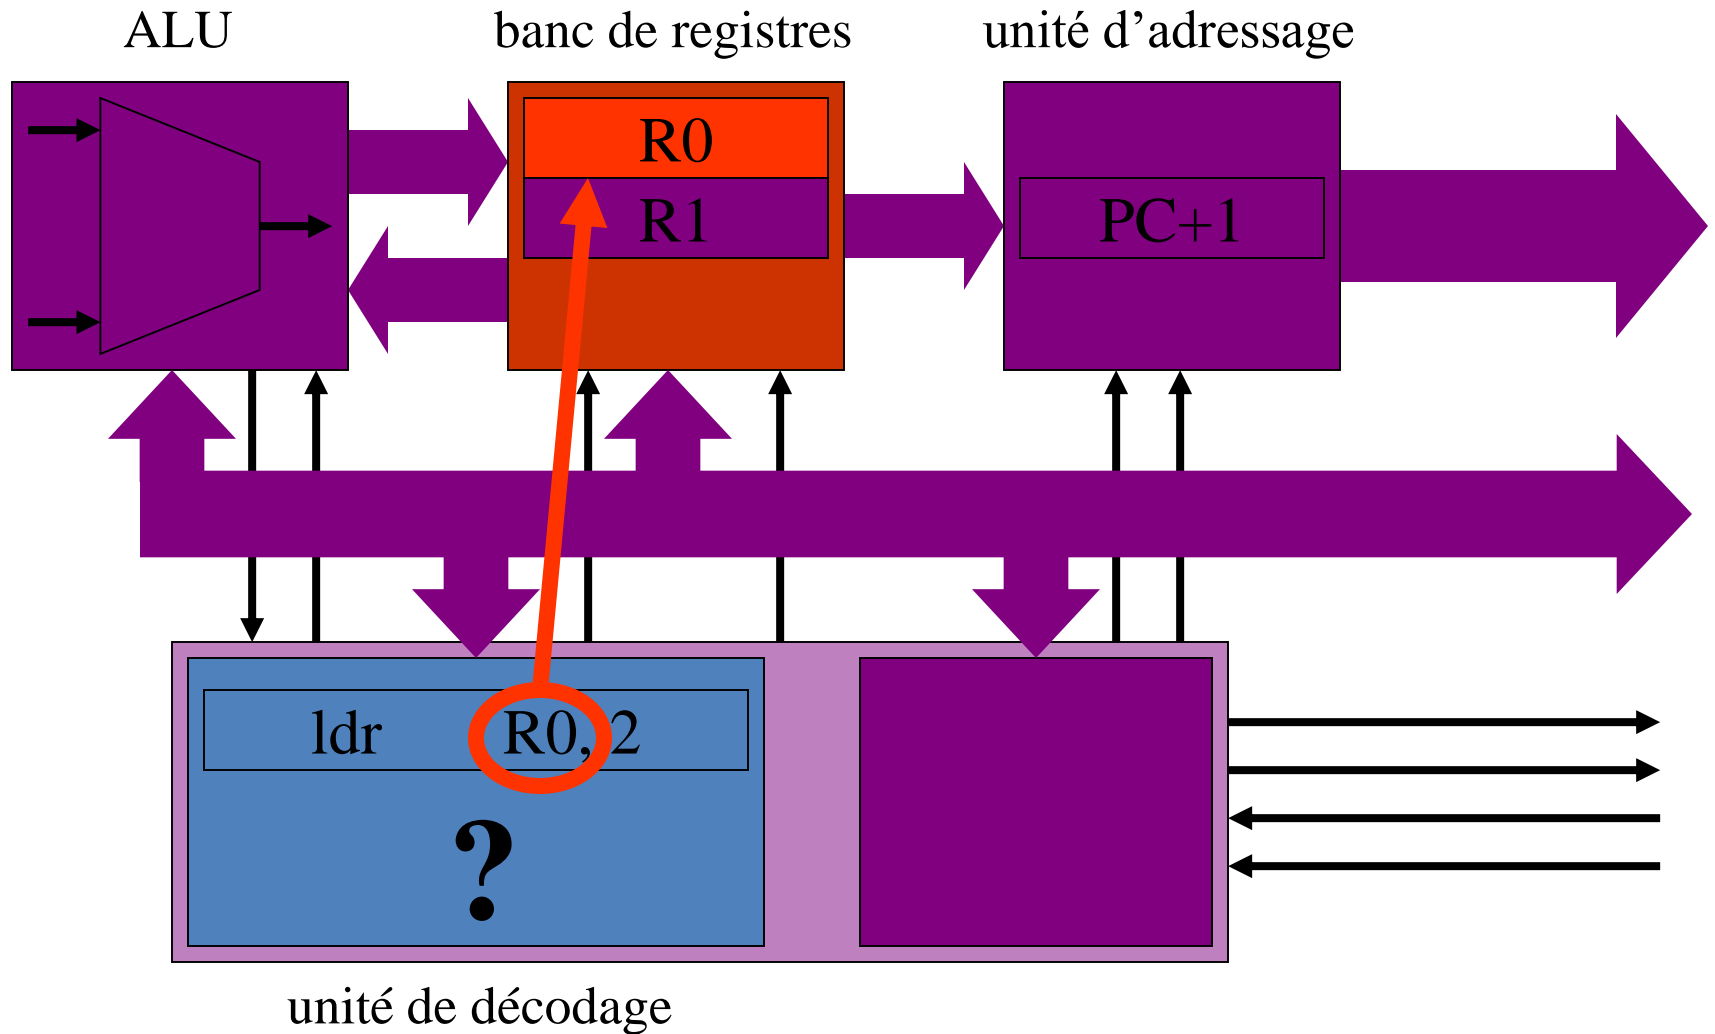 ALU
banc de registres
unité d’adressage
R0
R1
PC+1
ldr R0, 2
?
unité de décodage